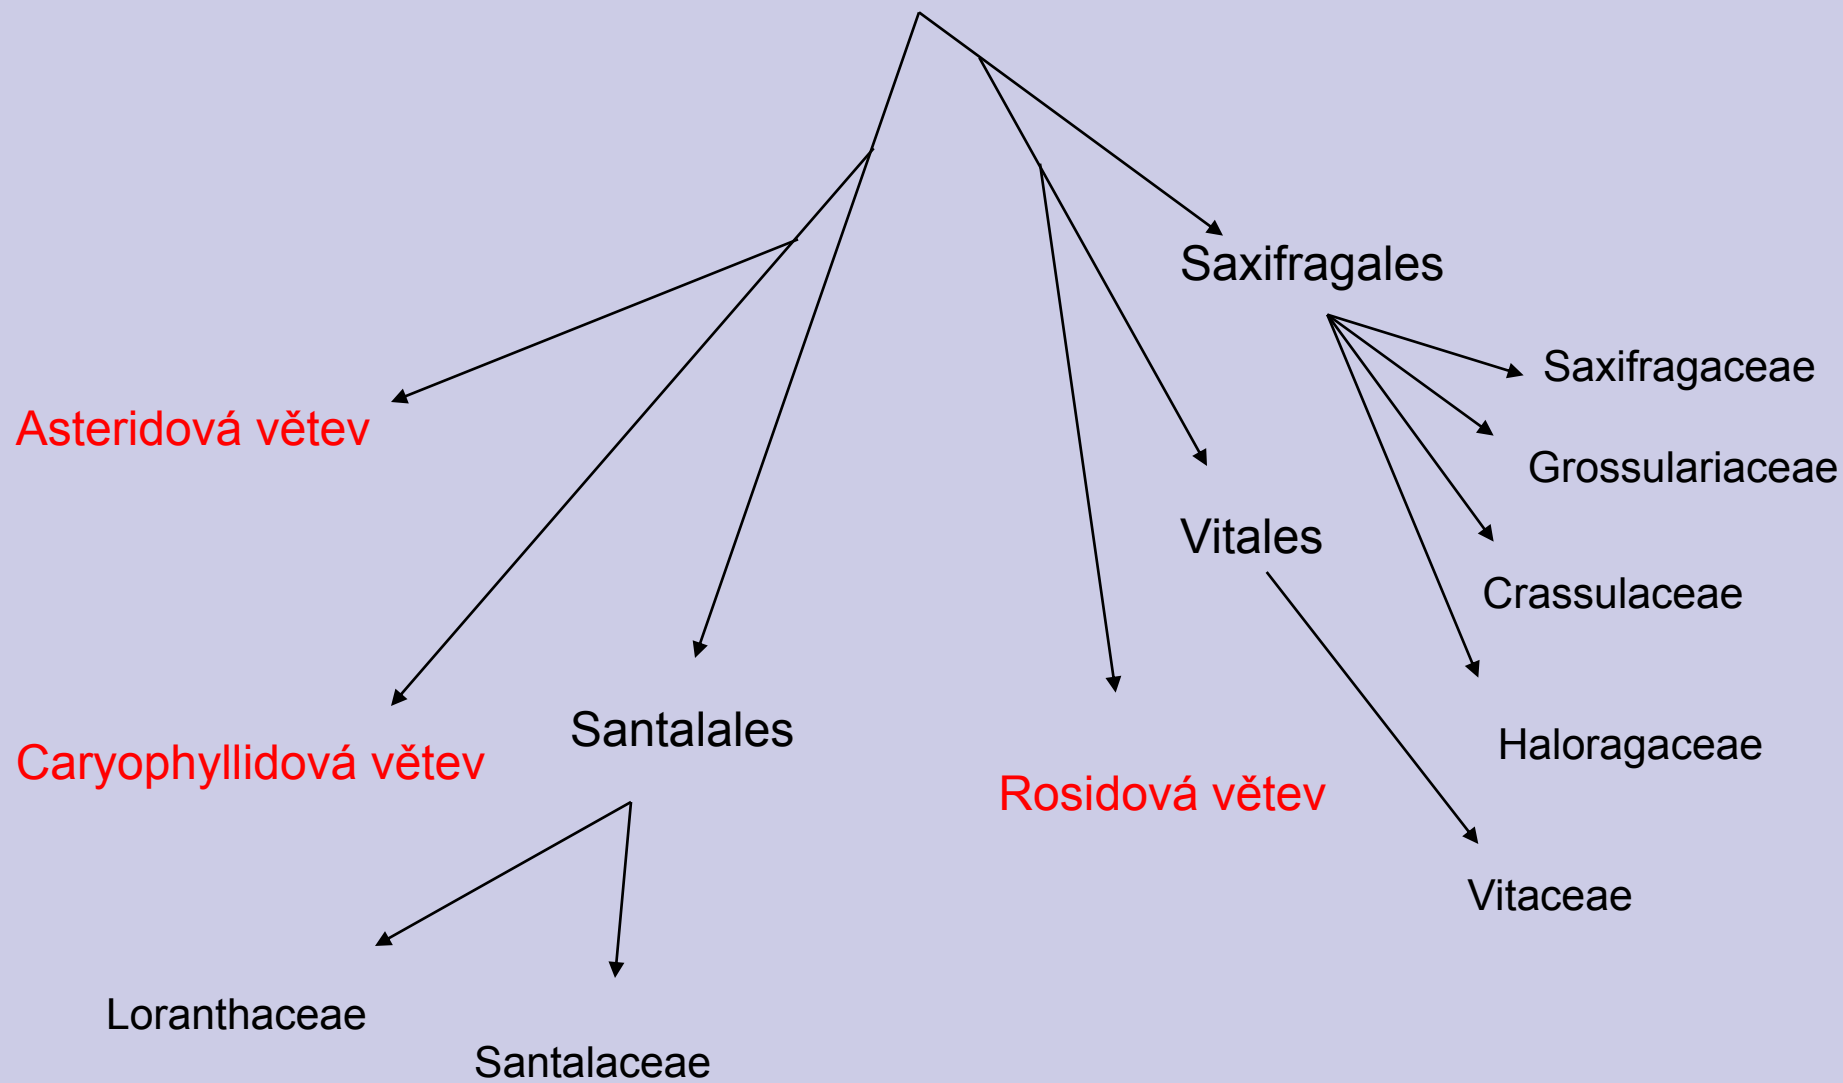 Saxifragales
Saxifragaceae
Asteridová větev
Grossulariaceae
Vitales
Crassulaceae
Santalales
Haloragaceae
Caryophyllidová větev
Rosidová větev
Vitaceae
Loranthaceae
Santalaceae